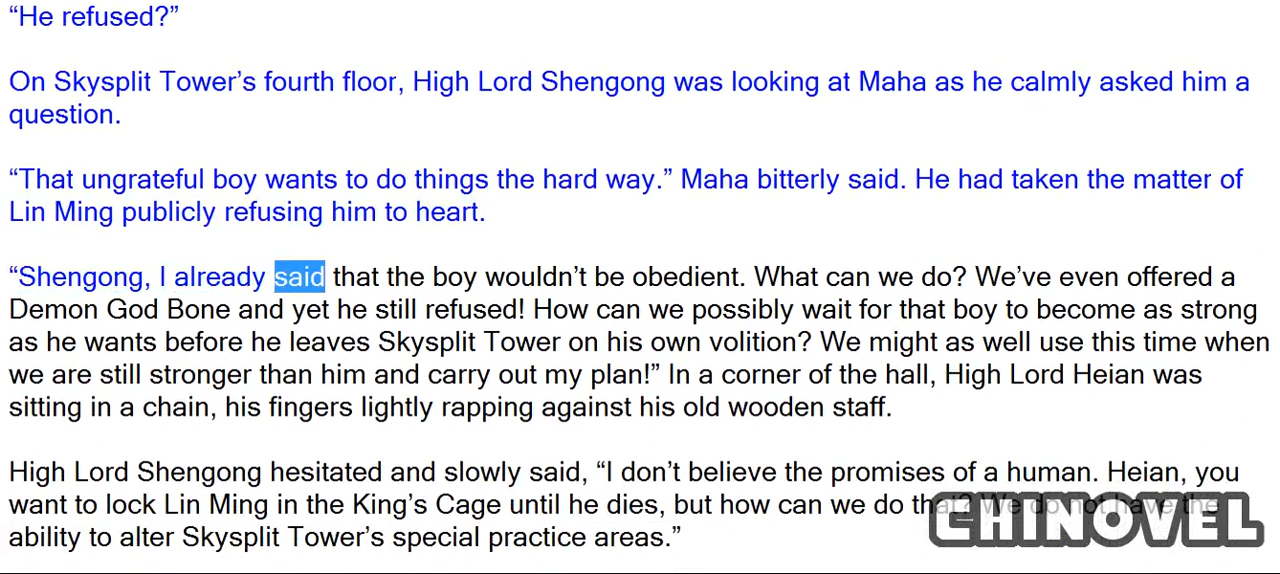 “He refused?”
On Skysplit Tower’s fourth floor, High Lord Shengong was looking at Maha as he calmly asked him a
question.
“That ungrateful boy wants to do things the hard way.” Maha bitterly said. He had taken the matter of
Lin Ming publicly refusing him to heart.
“Shengong, I already said that the boy wouldn’t be obedient. What can we do? We’ve even offered a
Demon God Bone and yet he still refused! How can we possibly wait for that boy to become as strong
as he wants before he leaves Skysplit Tower on his own volition? We might as well use this time when
we are still stronger than him and carry out my plan!” In a corner of the hall, High Lord Heian was
sitting in a chain, his fingers lightly rapping against his old wooden staff.
High Lord Shengong hesitated and slowly said, “I don’t believe the promises of a human. Heian, you
want to lock Lin Ming in the King’s Cage until he dies, but how can we do that? We do not have the
ability to alter Skysplit Tower’s special practice areas.”
CHINOVEL